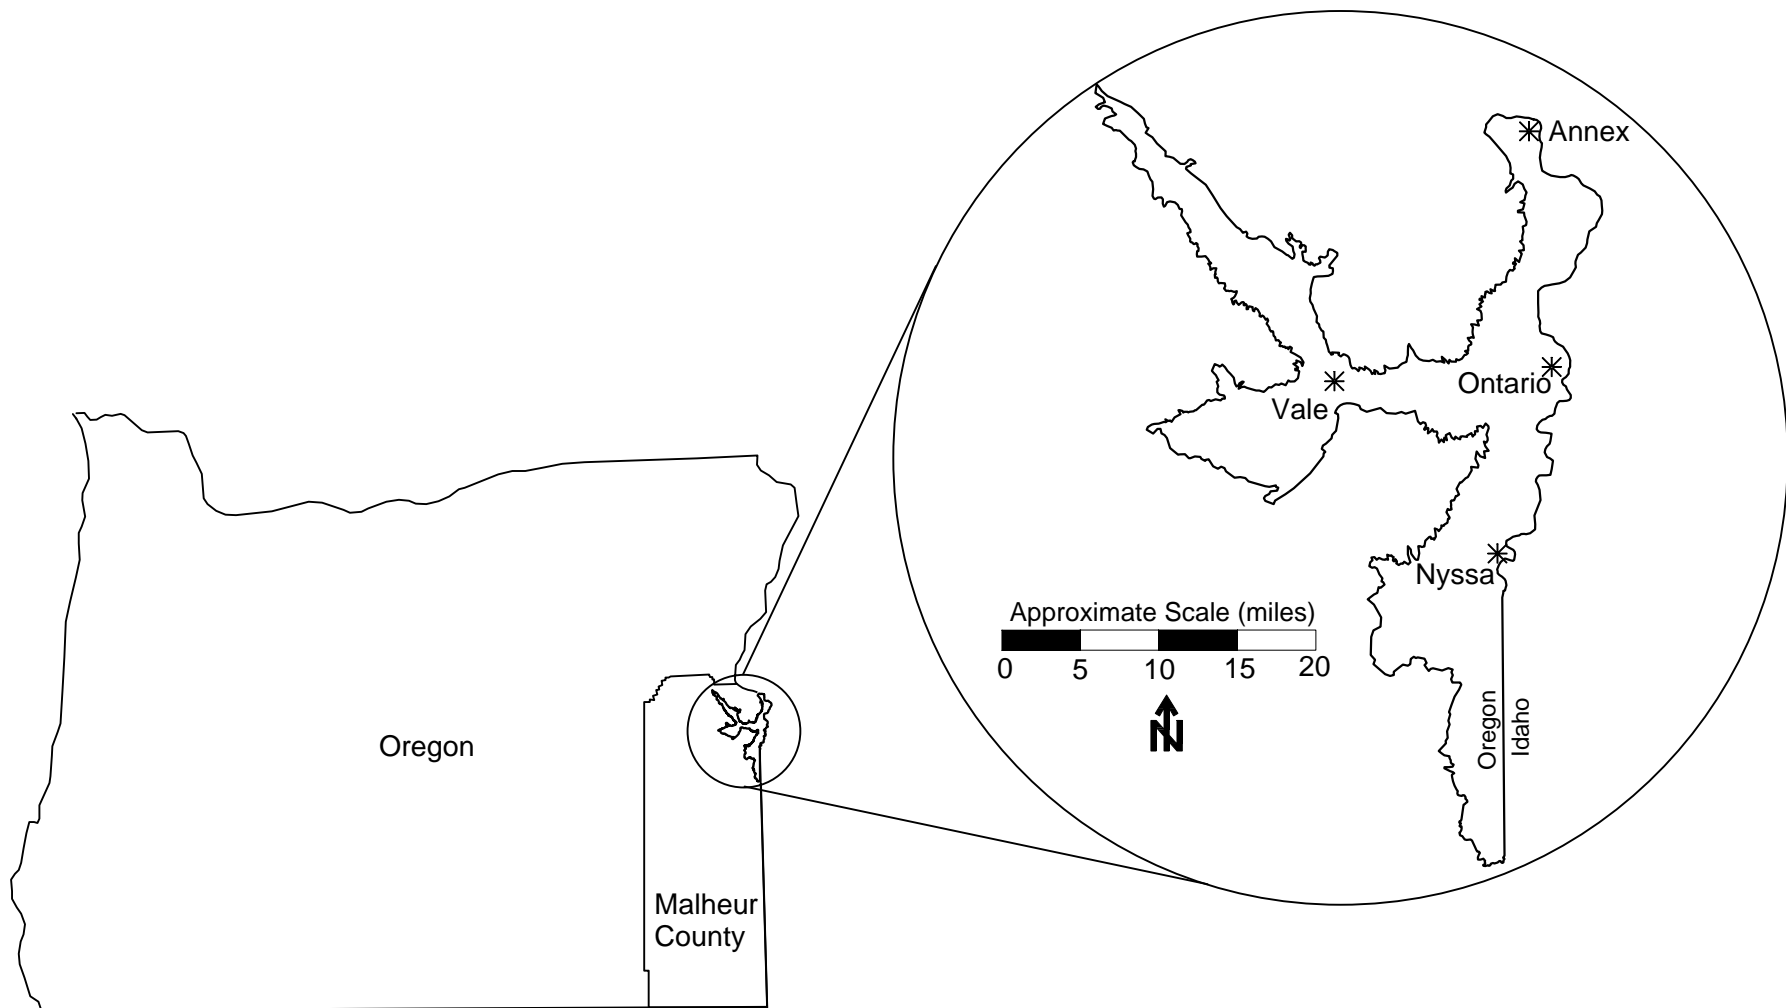 Annex
Ontario
Vale
Nyssa
Approximate Scale (miles)
0 5 10 15 20
N
Oregon
Idaho
Oregon
Malheur
County